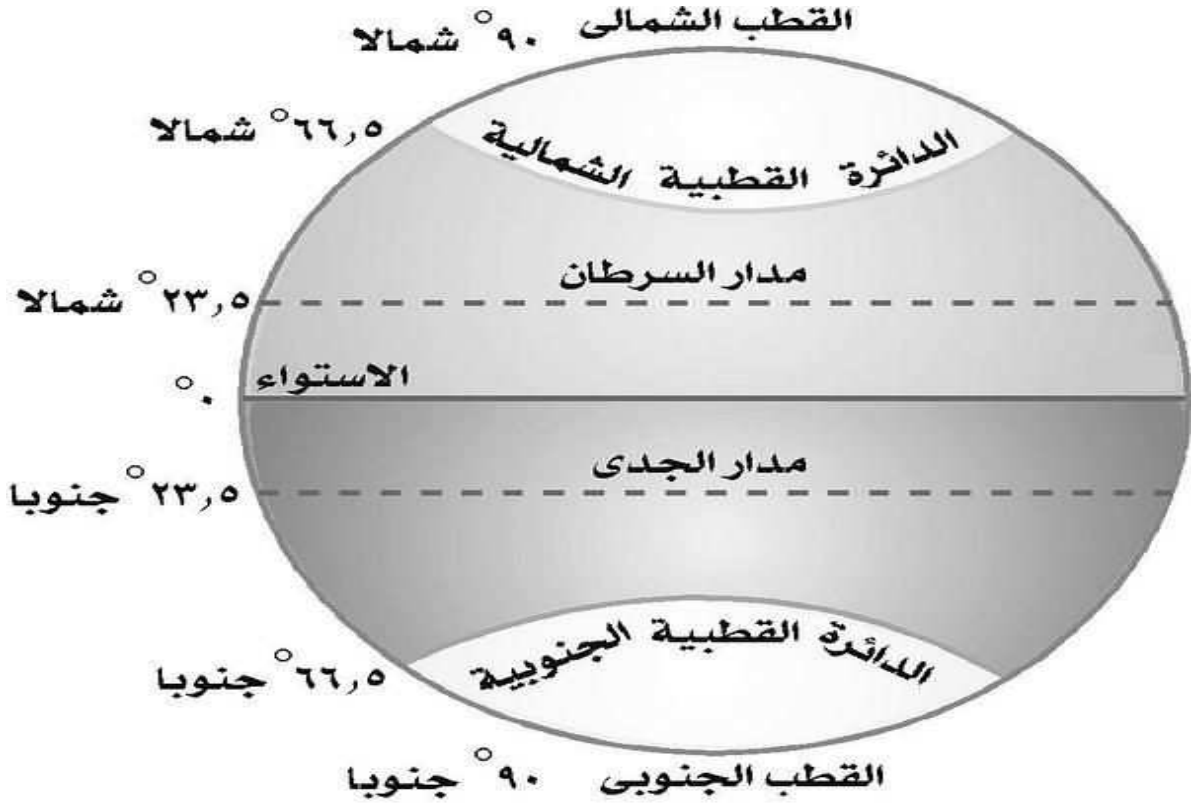 القطب الشمالى ٩٠° شمالا
٦٦,٥° شمالا
الدائرة القطبية الشمالية
مدار السرطان
٢٣,٥° شمالا
الاستواء
٠°
مدار الجدى
٢٣,٥° جنوبا
الدائرة القطبية الجنوبية
٦٦,٥° جنوبا
القطب الجنوبى ٩٠° جنوبا